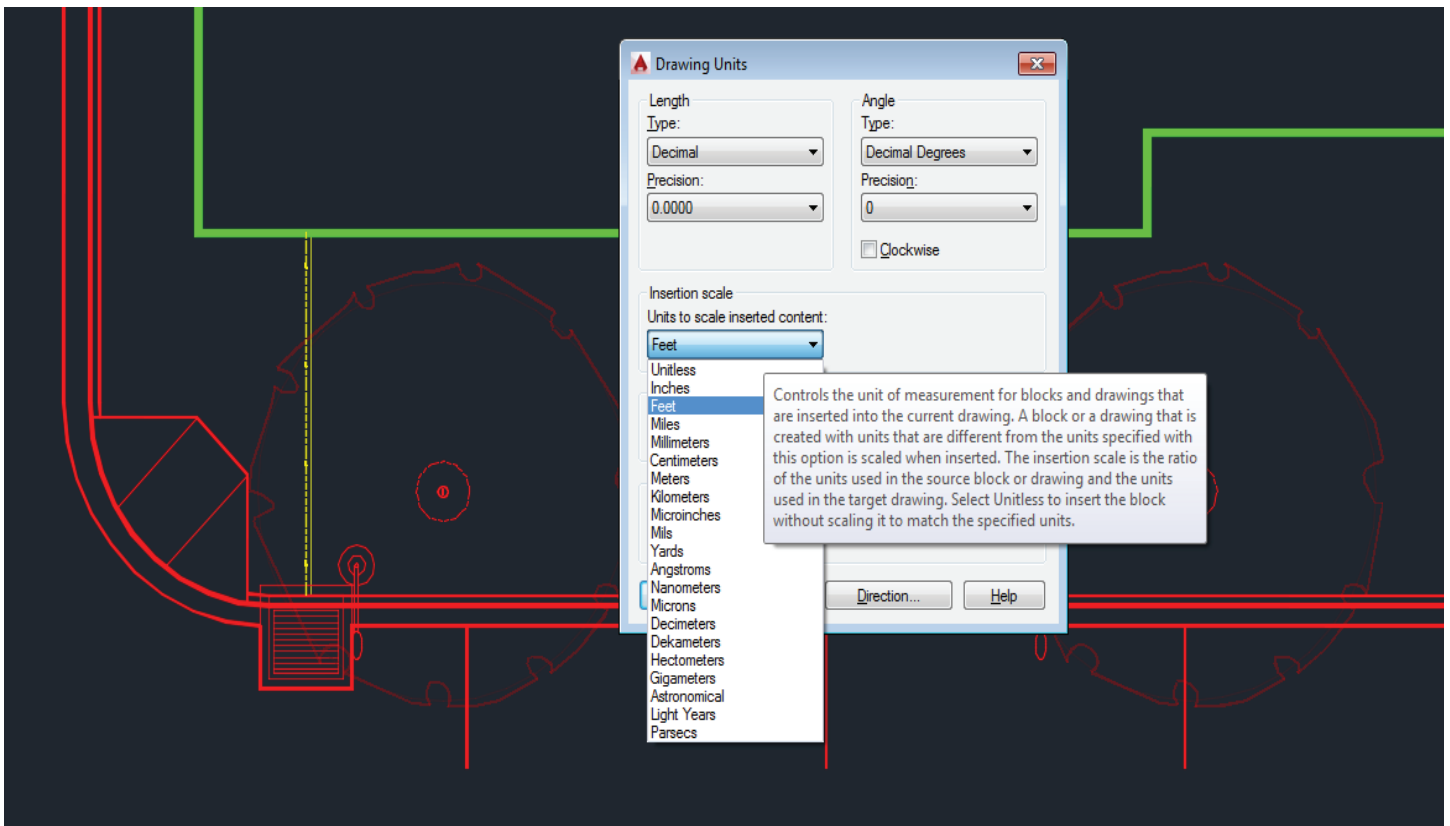 Drawing Units
Length
Type:
Decimal
Precision:
0.0000
Angle
Type:
Decimal Degrees
Precision:
0
Clockwise
Insertion scale
Units to scale inserted content:
Feet
Unitless
Inches
Feet
Miles
Millimeters
Centimeters
Meters
Kilometers
Microinches
Mils
Yards
Angstroms
Nanometers
Microns
Decimeters
Dekameters
Hectometers
Gigameters
Astronomical
Light Years
Parsecs
Controls the unit of measurement for blocks and drawings that
are inserted into the current drawing. A block or a drawing that is
created with units that are different from the units specified with
this option is scaled when inserted. The insertion scale is the ratio
of the units used in the source block or drawing and the units
used in the target drawing. Select Unitless to insert the block
without scaling it to match the specified units.
Direction...
Help